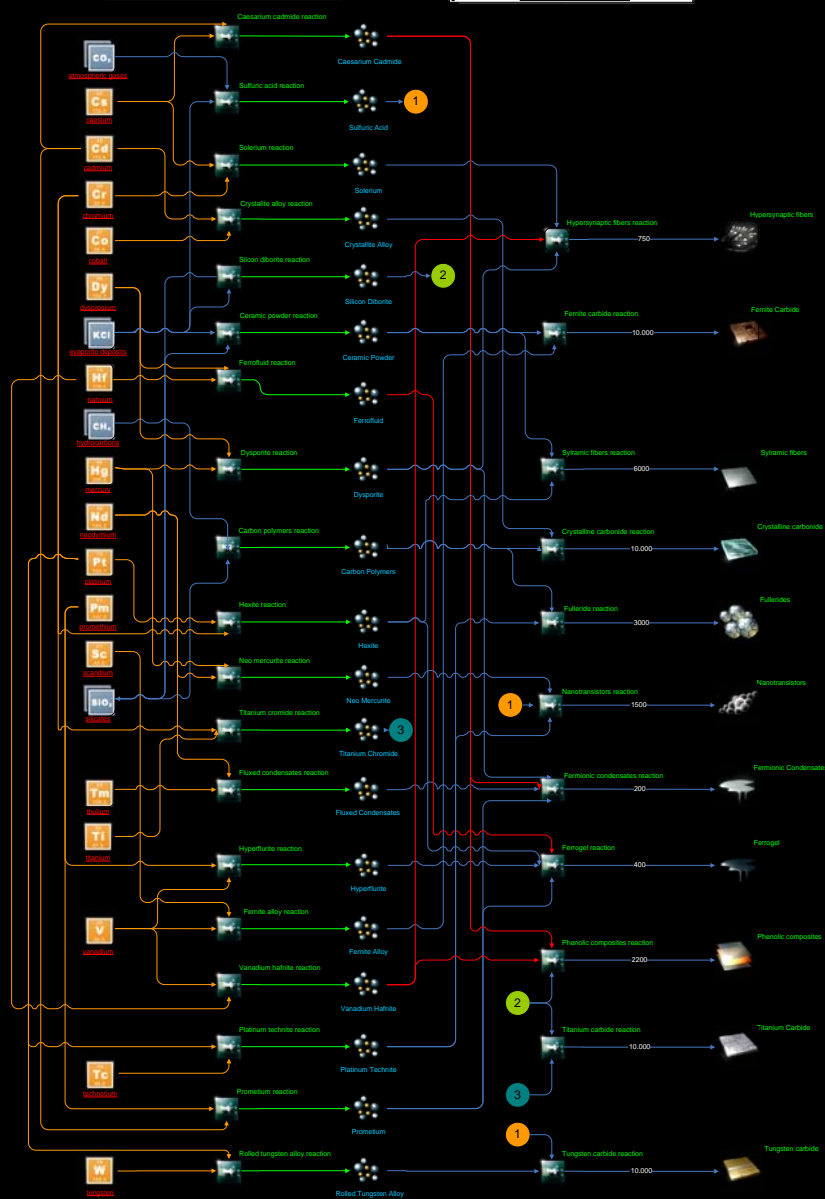 Caesarium cadmide reaction
CO₂
atmospheric gases
Caesarium Cadmide
Sulfuric acid reaction
Cs
1
caesium
Sulfuric Acid
Solerium reaction
Cd
cadmium
Solerium
Cr
chromium
Crystalite alloy reaction
Hypersynaptic fibers
Hypersynaptic fibers reaction
Co
750
Crystallite Alloy
cobalt
Silicon diborite reaction
2
Dy
Silicon Diborite
dysprosium
Fernite Carbide
Ceramic powder reaction
Fernite carbide reaction
KCl
10.000
evaporite deposits
Ceramic Powder
Ferrofluid reaction
Hf
hafnium
Ferrofluid
CH₄
hydrocarbons
Dysporite reaction
Sylramic fibers reaction
Sylramic fibers
Hg
6000
mercury
Dysporite
Nd
neodymium
Carbon polymers reaction
Crystalline carbonide reaction
Crystalline carbonide
10.000
Pt
Carbon Polymers
platinum
Hexite reaction
Fulleride reaction
Fullerides
Pm
3000
promethium
Hexite
Sc
Neo mercurite reaction
scandium
Nanotransistors
Nanotransistors reaction
SiO₂
Neo Mercurite
1
1500
silicates
Titanium cromide reaction
3
Titanium Chromide
Fluxed condensates reaction
Fermionic condensates reaction
Fermionic Condensate
Tm
200
thulium
Fluxed Condensates
Ti
titanium
Hyperflurite reaction
Ferrogel reaction
Ferrogel
400
Hyperflurite
Fernite alloy reaction
V
Phenolic composites reaction
Phenolic composites
vanadium
Fernite Alloy
2200
Vanadium hafnite reaction
2
Vanadium Hafnite
Platinum technite reaction
Titanium carbide reaction
Titanium Carbide
10.000
Tc
Platinum Technite
technetium
Prometium reaction
3
Prometium
1
Rolled tungsten alloy reaction
Tungsten carbide reaction
Tungsten carbide
W
10.000
tungsten
Rolled Tungsten Alloy